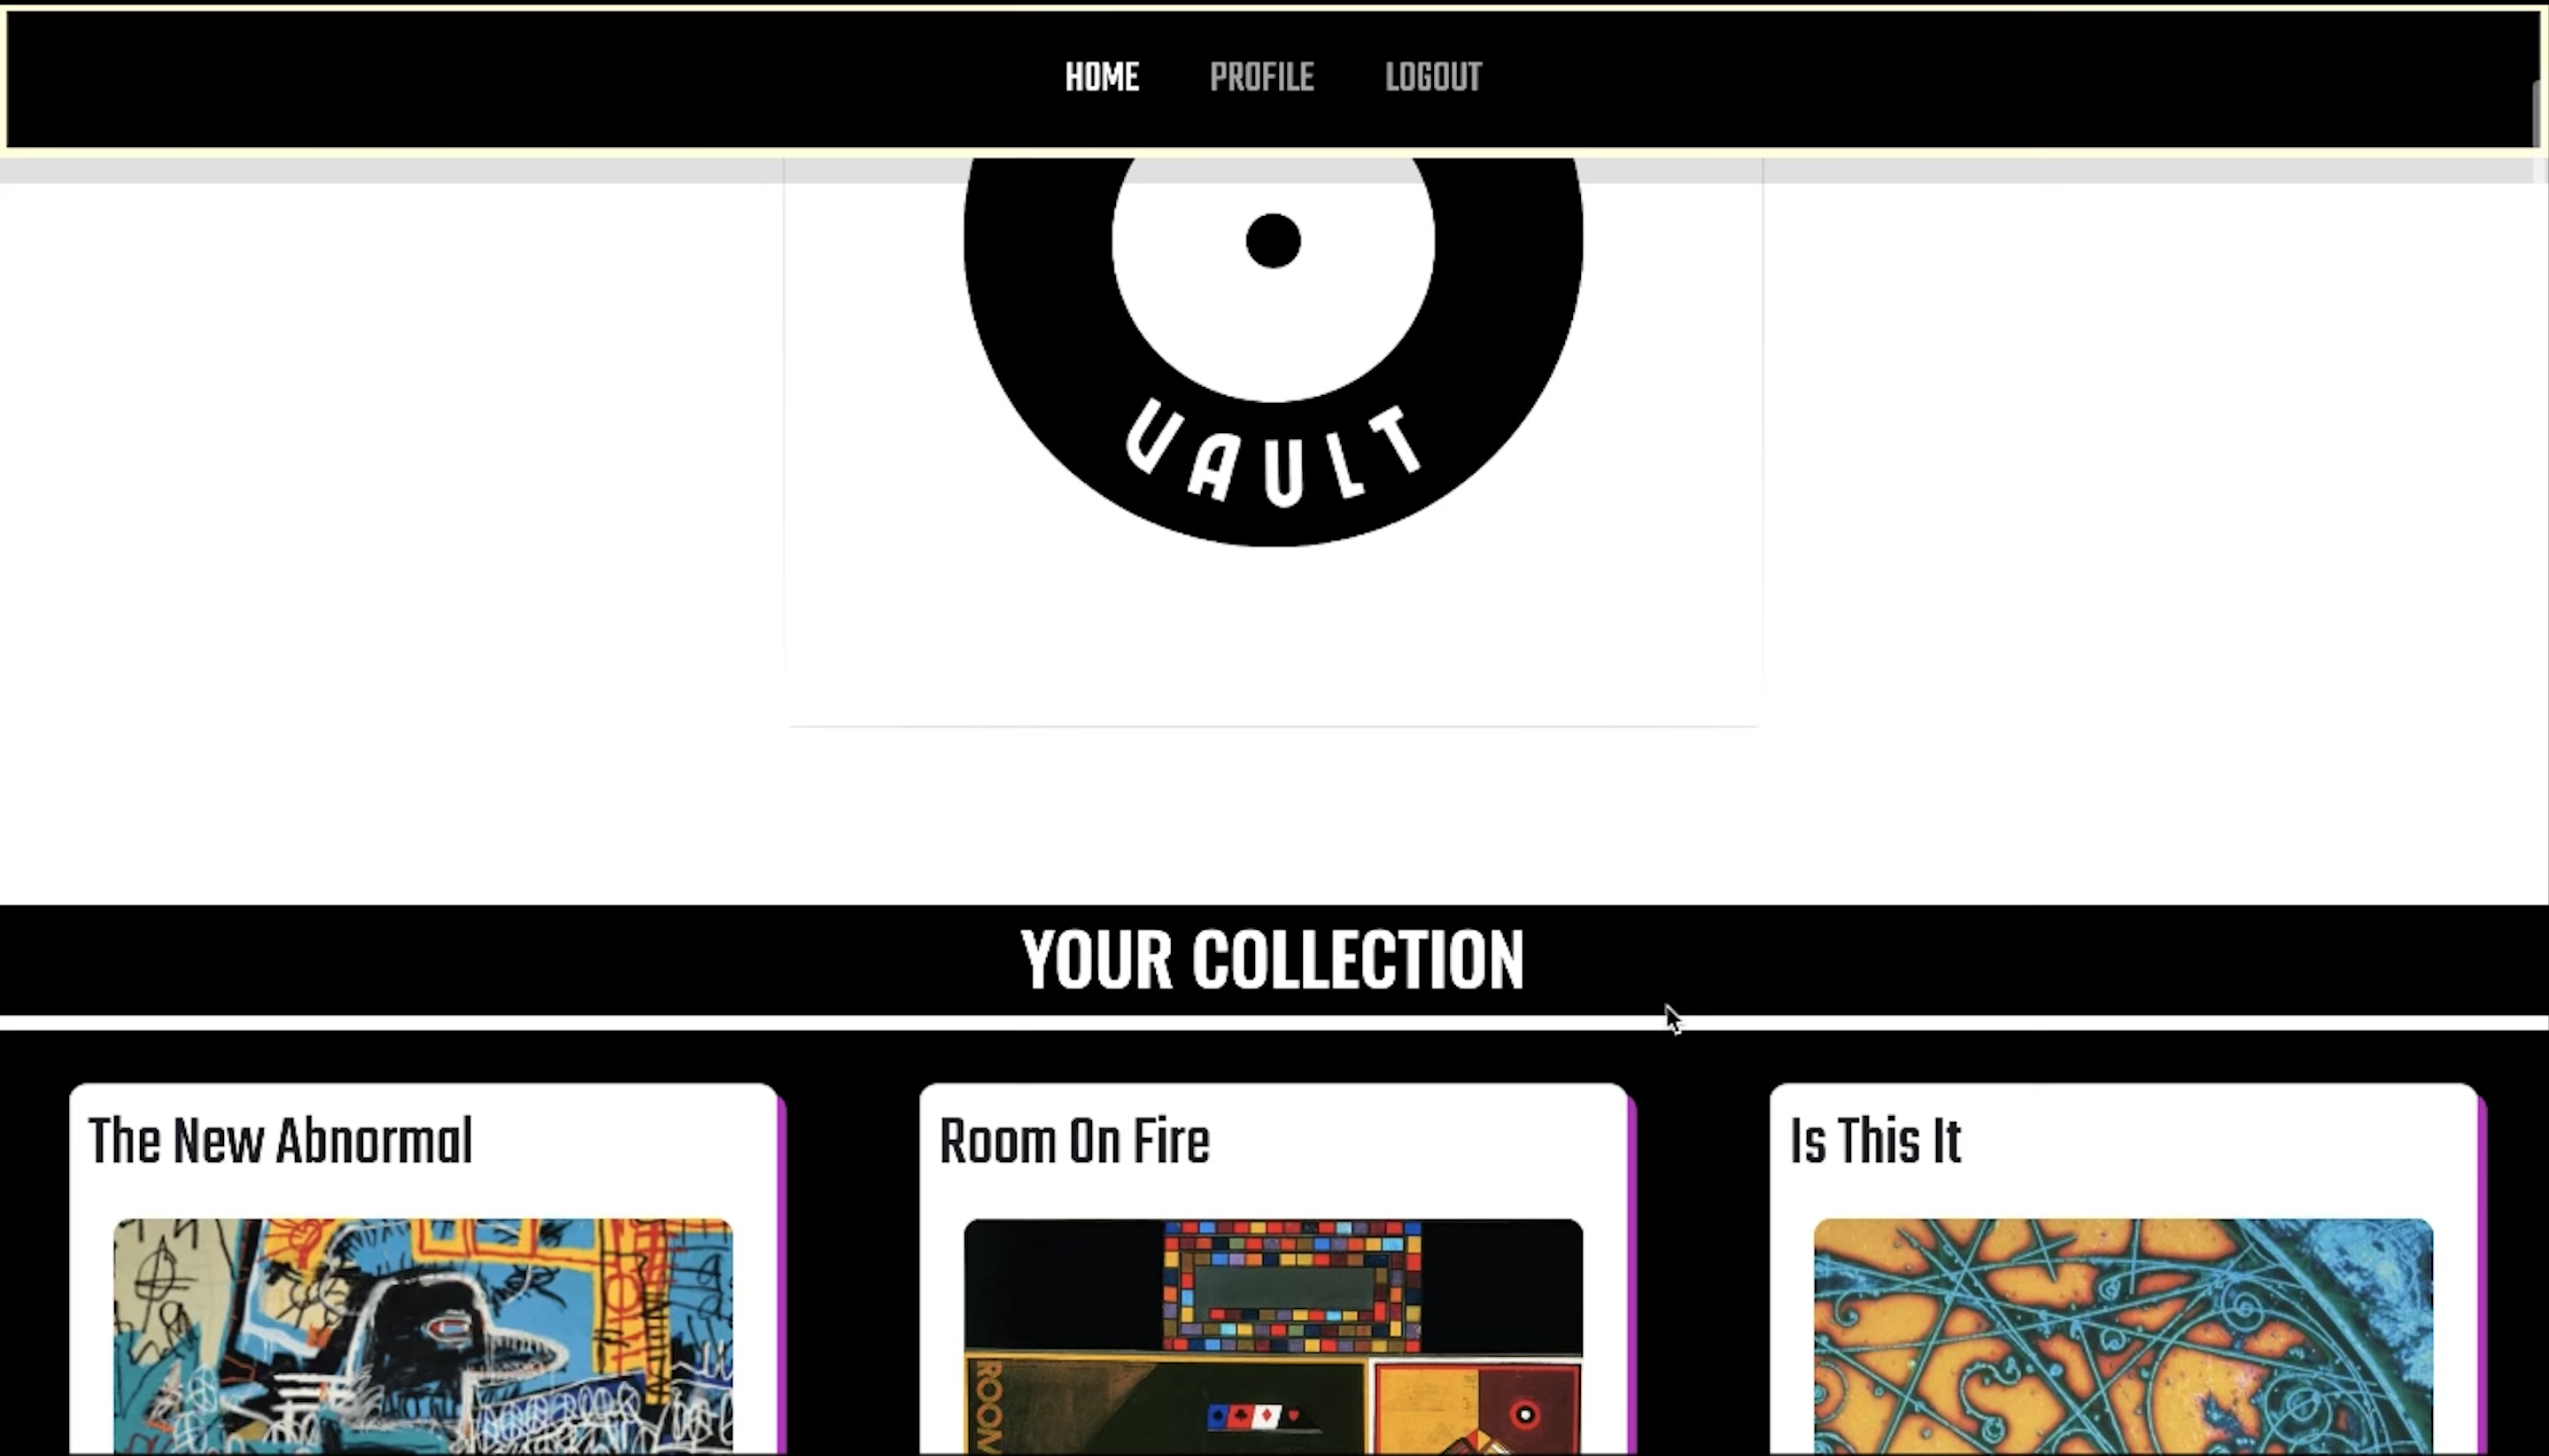 HOME PROFILE LOGOUT
VAULT
YOUR COLLECTION
The New Abnormal
Room On Fire
Is This It
ROOM